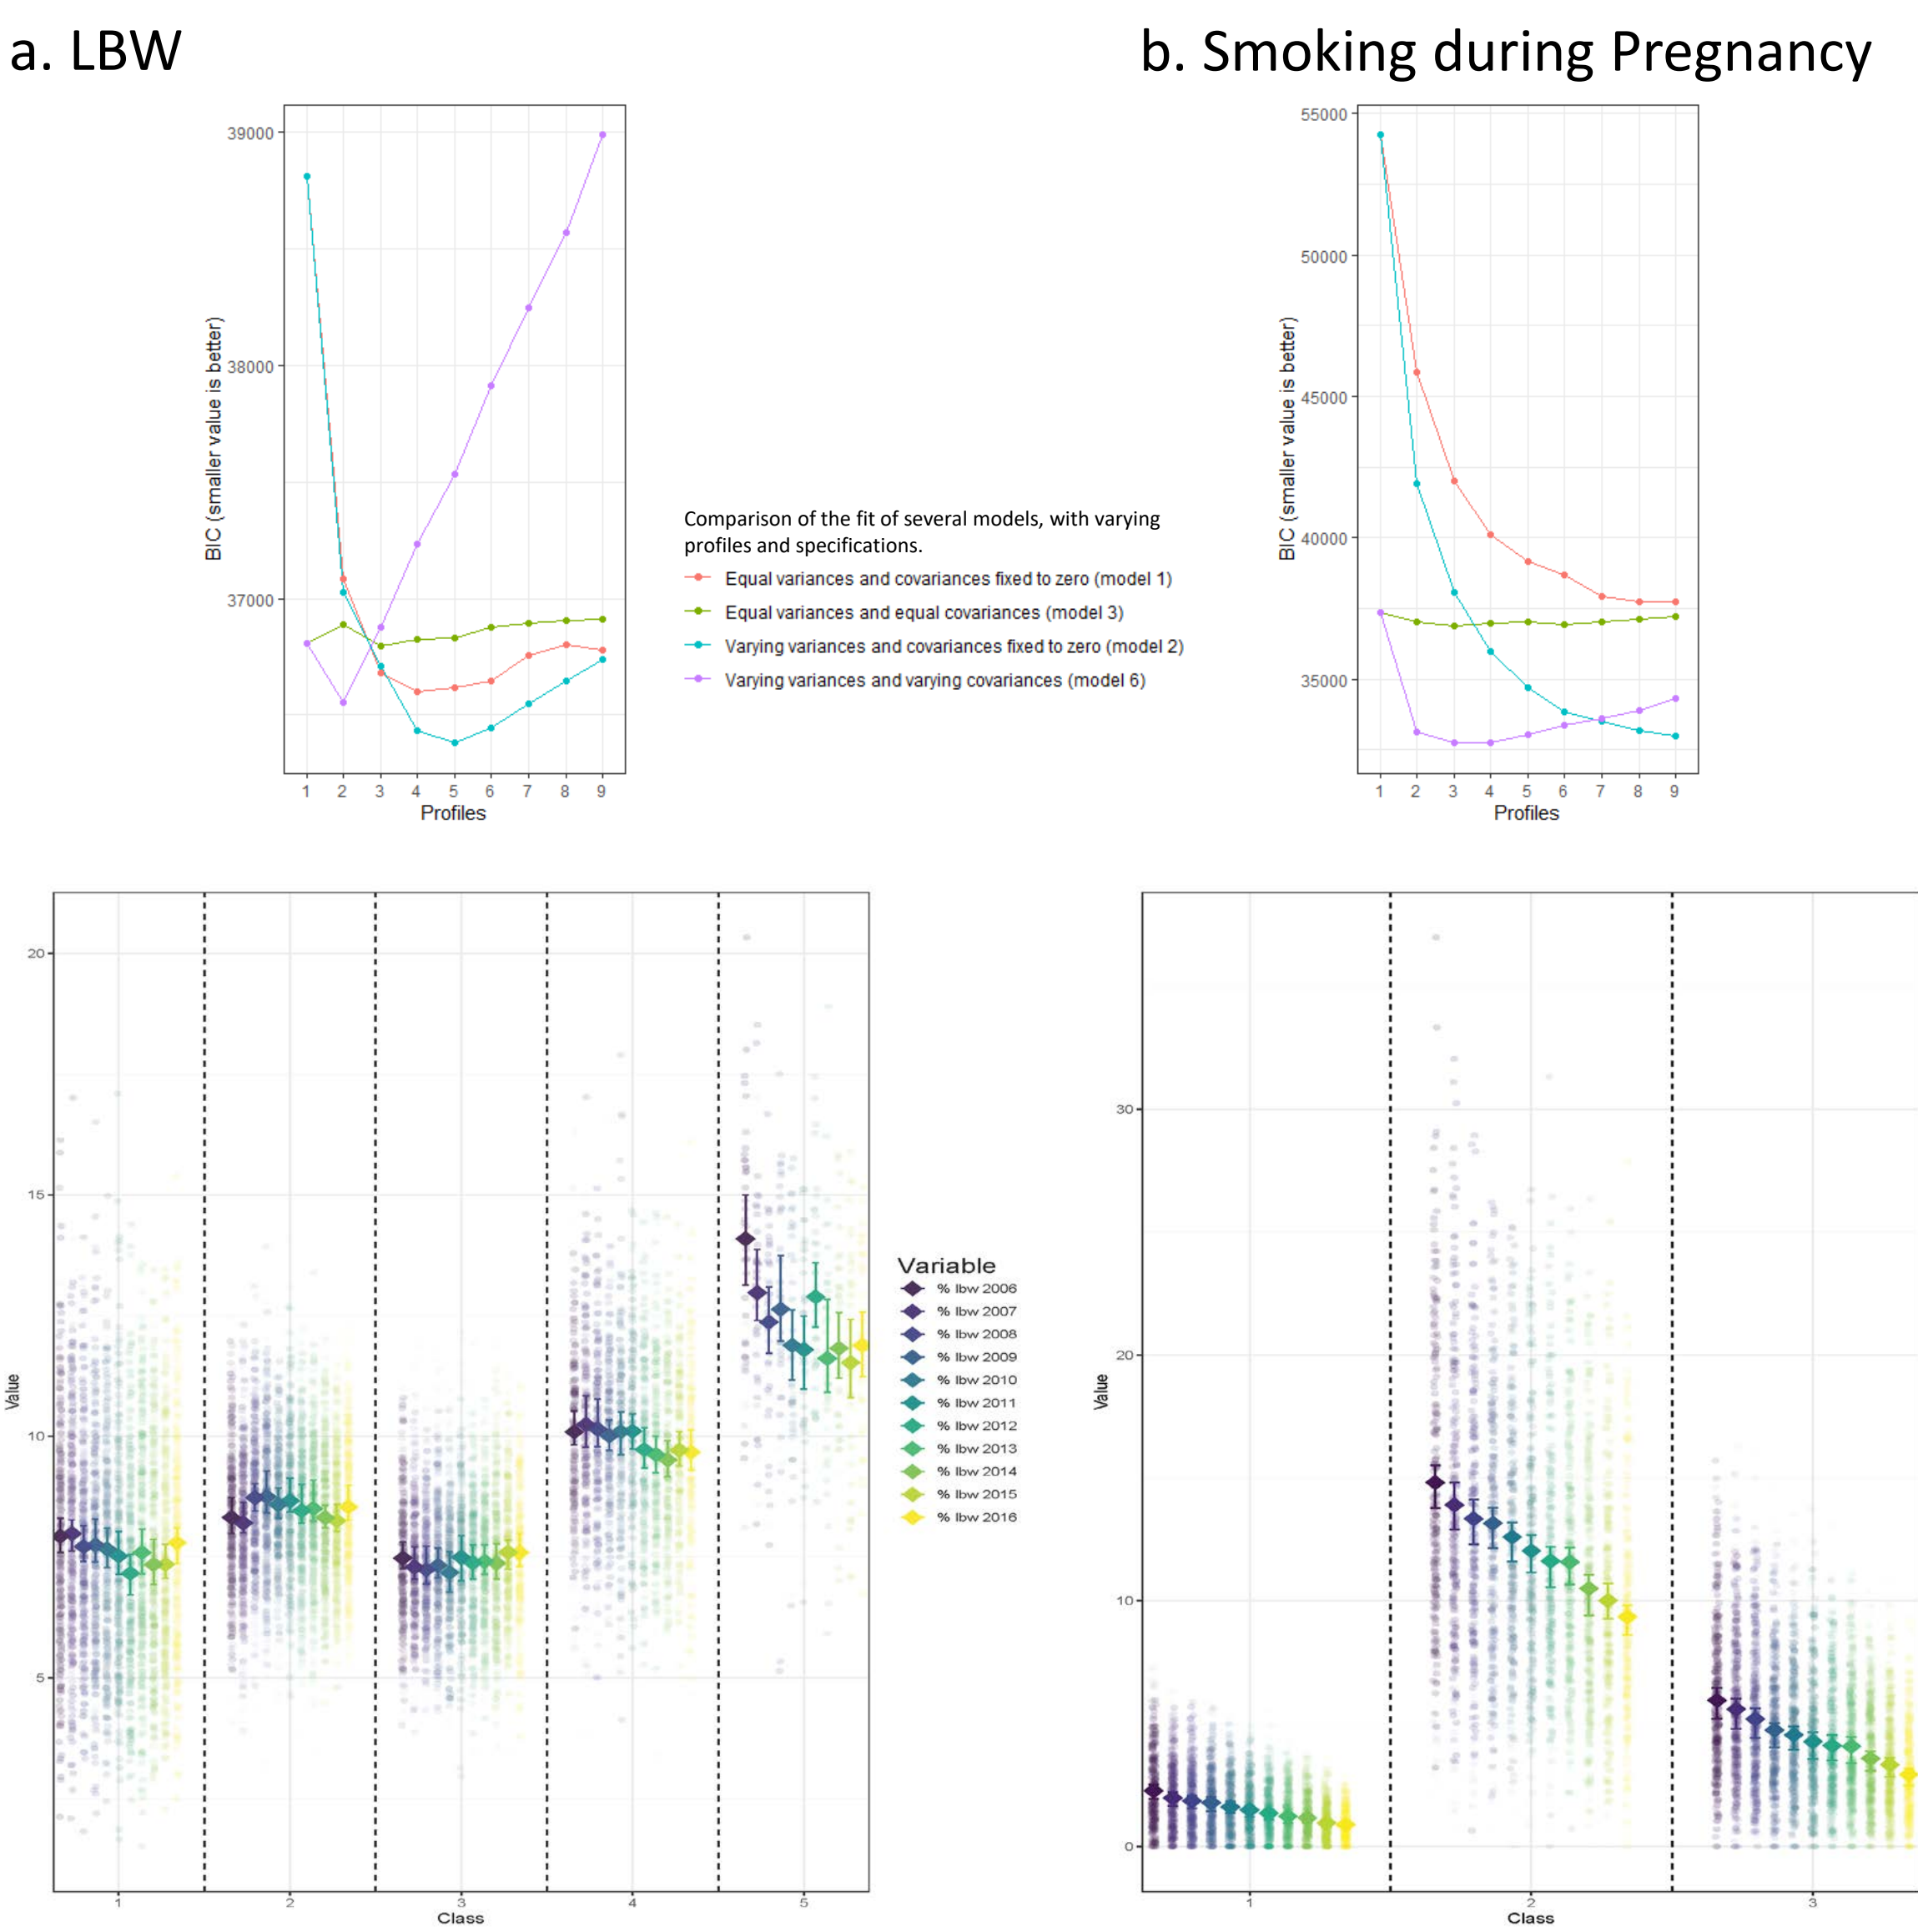 a. LBW
b. Smoking during Pregnancy
39000
38000
37000
BIC (smaller value is better)
1 2 3 4 5 6 7 8 9
Profiles
Comparison of the fit of several models, with varying
profiles and specifications.
Equal variances and covariances fixed to zero (model 1)
Equal variances and equal covariances (model 3)
Varying variances and covariances fixed to zero (model 2)
Varying variances and varying covariances (model 6)
55000
50000
45000
40000
35000
BIC (smaller value is better)
1 2 3 4 5 6 7 8 9
Profiles
20
15
10
5
Value
1 2 3 4 5
Class
Variable
% lbw 2006
% lbw 2007
% lbw 2008
% lbw 2009
% lbw 2010
% lbw 2011
% lbw 2012
% lbw 2013
% lbw 2014
% lbw 2015
% lbw 2016
30
20
10
0
Value
1 2 3
Class